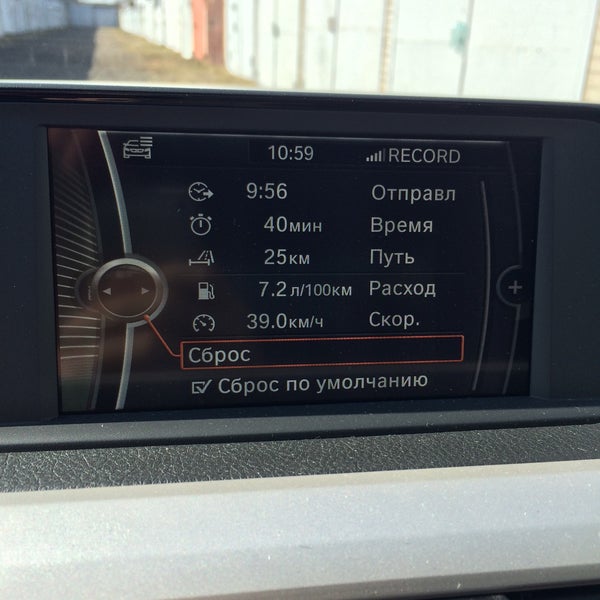 10:59 RECORD
9:56 Отправл
40мин Время
25км Путь
7.2 л/100км Расход
39.0км/ч Скор.
Сброс
Сброс по умолчанию